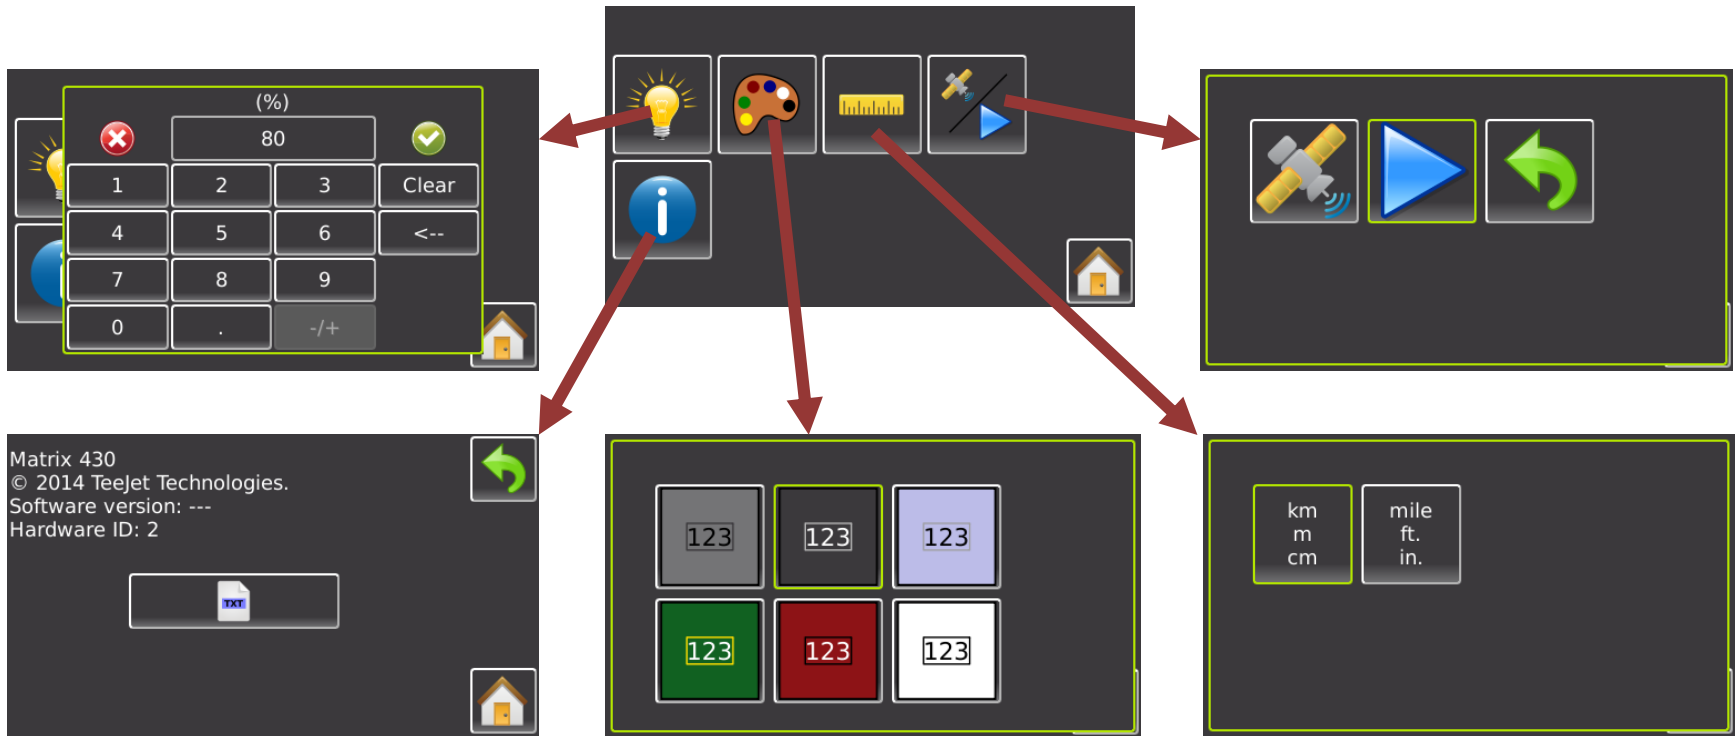 (%)
80
1 2 3 Clear
4 5 6 <--
7 8 9
0 . -/+
Matrix 430
© 2014 TeeJet Technologies.
Software version: ---
Hardware ID: 2
TXT
123 123 123
123 123 123
km
m
cm
mile
ft.
in.